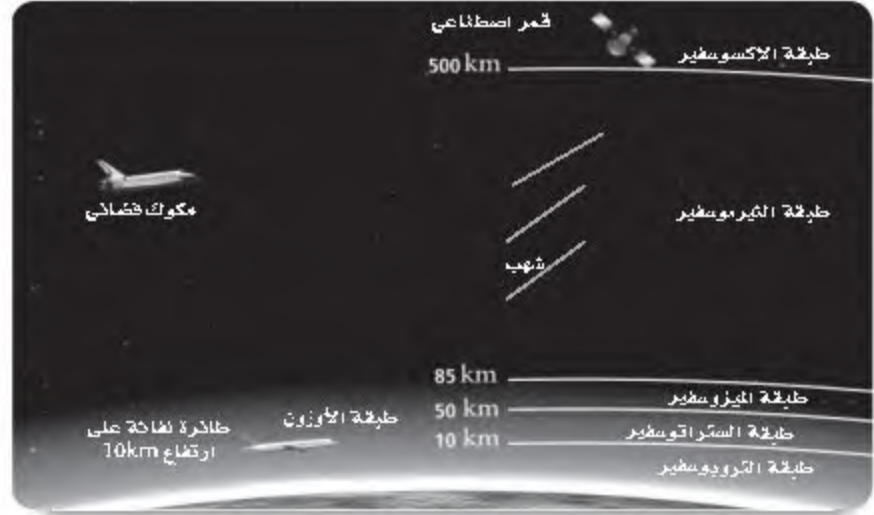 قمر اصطناعي
طبقة الإكسوسفير
500 km
مكوك فضائي
طبقة الثيرموسفير
شهب
85 km
طبقة الميزوسفير
50 km
طبقة الأوزون
طائرة نفاثة على
ارتفاع 10km
طبقة الستراتوسفير
10 km
طبقة التروبوسفير